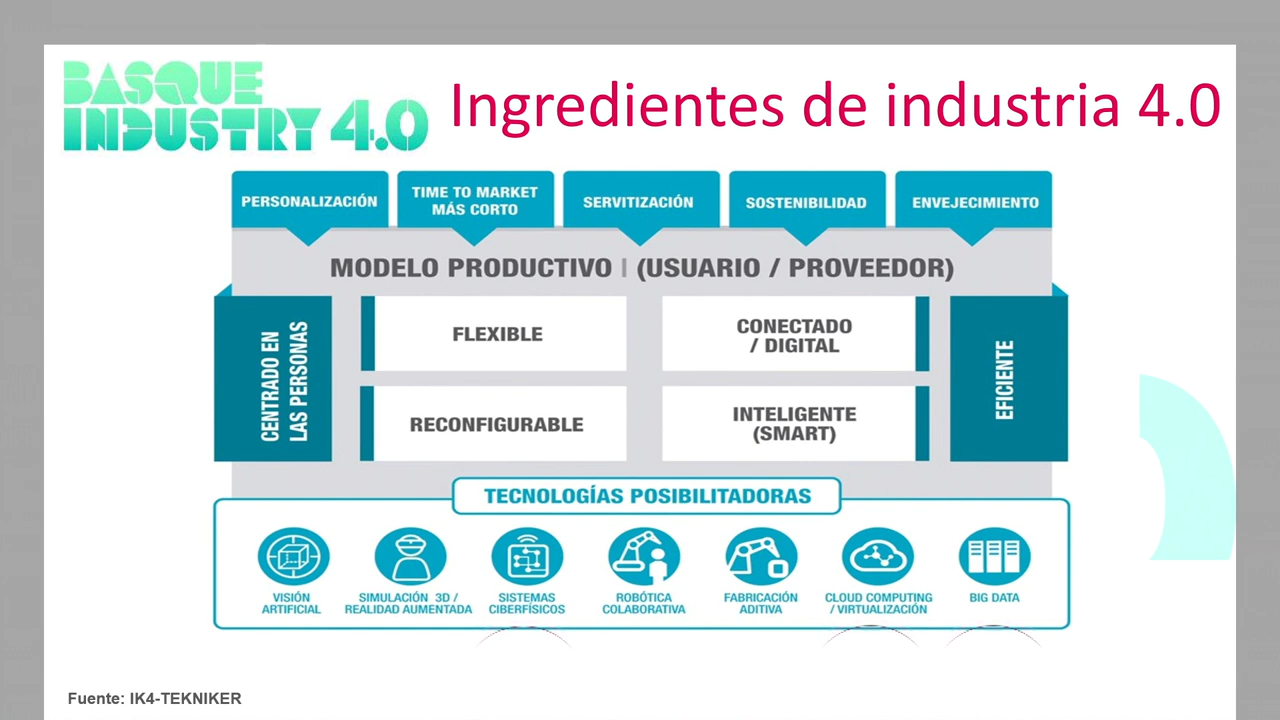 BASQUE
INDUSTRY 4.0
Ingredientes de industria 4.0
PERSONALIZACIÓN
TIME TO MARKET
MÁS CORTO
SERVITIZACIÓN
SOSTENIBILIDAD
ENVEJECIMIENTO
MODELO PRODUCTIVO | (USUARIO / PROVEEDOR)
CENTRADO EN
LAS PERSONAS
FLEXIBLE
CONECTADO
/ DIGITAL
RECONFIGURABLE
INTELIGENTE
(SMART)
EFICIENTE
TECNOLOGÍAS POSIBILITADORAS
VISIÓN
ARTIFICIAL
SIMULACIÓN 3D /
REALIDAD AUMENTADA
SISTEMAS
CIBERFÍSICOS
ROBÓTICA
COLABORATIVA
FABRICACIÓN
ADITIVA
CLOUD COMPUTING
/ VIRTUALIZACIÓN
BIG DATA
Fuente: IK4-TEKNIKER